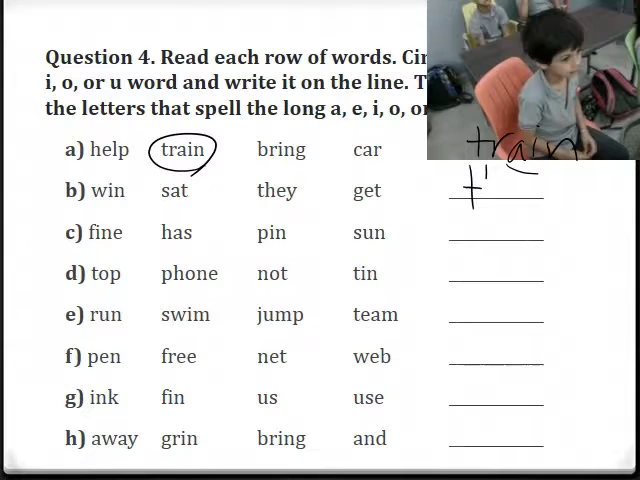 Question 4. Read each row of words. Cir
i, o, or u word and write it on the line. T
the letters that spell the long a, e, i, o, or
a) help train bring car train
b) win sat they get t
c) fine has pin sun
d) top phone not tin
e) run swim jump team
f) pen free net web
g) ink fin us use
h) away grin bring and